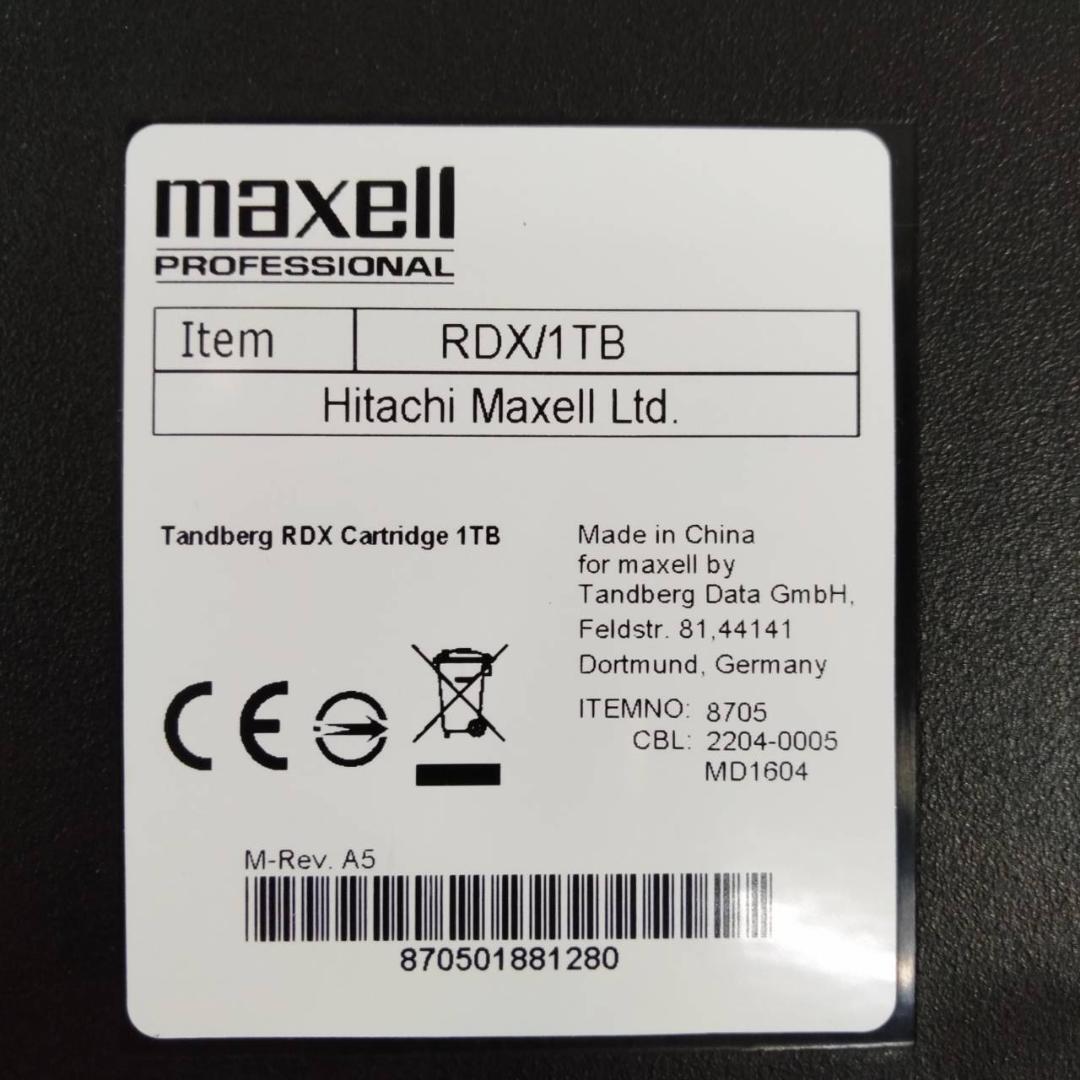 maxell
PROFESSIONAL
Item RDX/1TB
Hitachi Maxell Ltd.
Tandberg RDX Cartridge 1TB
Made in China
for maxell by
Tandberg Data GmbH,
Feldstr. 81,44141
Dortmund, Germany
ITEMNO: 8705
CBL: 2204-0005
MD1604
CE
M-Rev. A5
870501881280